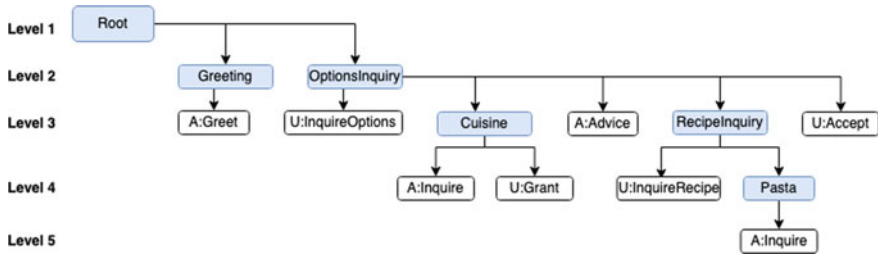 Level 1 Root
Level 2 Greeting OptionsInquiry
Level 3 A:Greet U:InquireOptions Cuisine A:Advice RecipeInquiry U:Accept
Level 4 A:Inquire U:Grant U:InquireRecipe Pasta
Level 5 A:Inquire